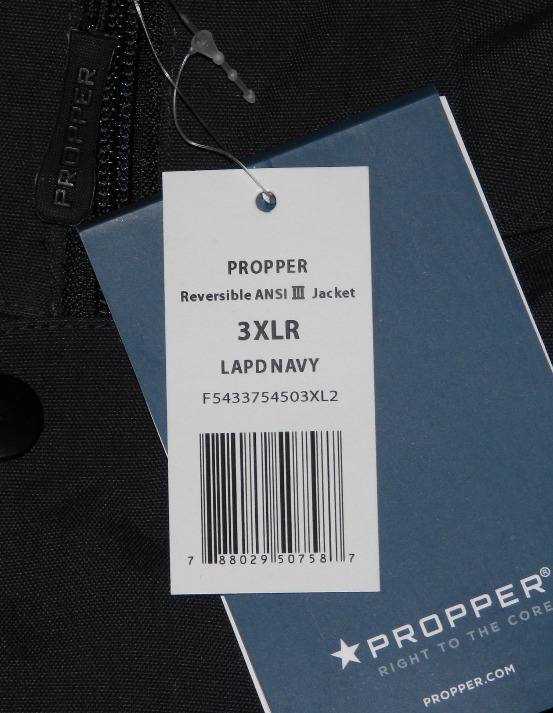 PROPPER
PROPPER
Reversible ANSI III Jacket
3XLR
LAPD NAVY
F5433754503XL2
7 88029 50758 7
PROPPER®
RIGHT TO THE CORE
PROPPER.COM